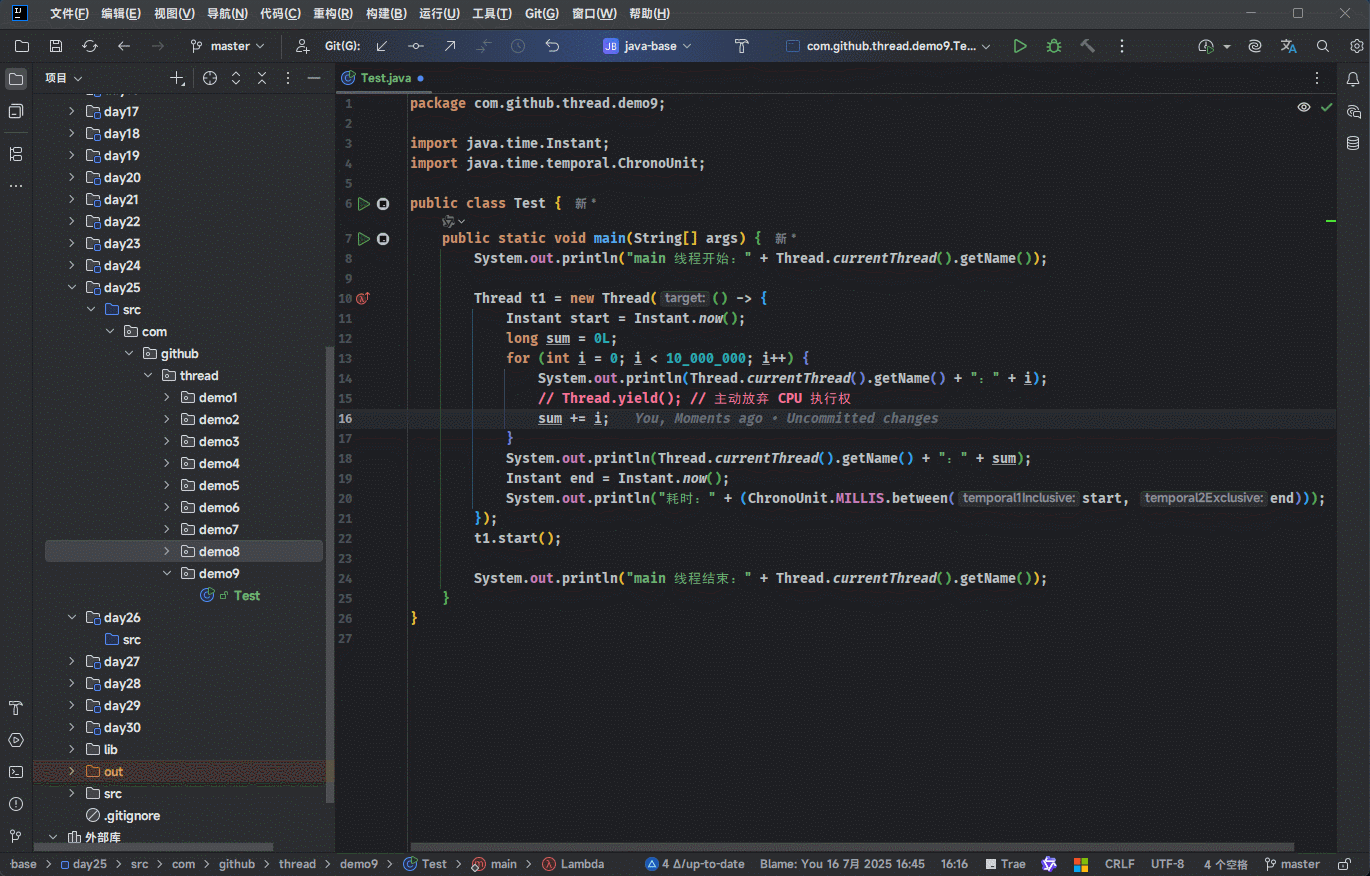 文件(F) 编辑(E) 视图(V) 导航(N) 代码(C) 重构(R) 构建(B) 运行(U) 工具(T) Git(G) 窗口(W) 帮助(H)
master Git(G): JB java-base com.github.thread.demo9.Te...
项目
Test.java
day17
day18
day19
day20
day21
day22
day23
day24
day25
src
com
github
thread
demo1
demo2
demo3
demo4
demo5
demo6
demo7
demo8
demo9
Test
day26
src
day27
day28
day29
day30
lib
out
src
.gitignore
外部库
1 package com.github.thread.demo9;
2
3 import java.time.Instant;
4 import java.time.temporal.ChronoUnit;
5
6 public class Test { 新 *
7 public static void main(String[] args) { 新 *
8 System.out.println("main 线程开始：" + Thread.currentThread().getName());
9
10 Thread t1 = new Thread( target: () -> {
11 Instant start = Instant.now();
12 long sum = 0L;
13 for (int i = 0; i < 10_000_000; i++) {
14 System.out.println(Thread.currentThread().getName() + "：" + i);
15 // Thread.yield(); // 主动放弃 CPU 执行权
16 sum += i; You, Moments ago • Uncommitted changes
17 }
18 System.out.println(Thread.currentThread().getName() + "：" + sum);
19 Instant end = Instant.now();
20 System.out.println("耗时：" + (ChronoUnit.MILLIS.between( temporal1Inclusive: start, temporal2Exclusive: end)));
21 });
22 t1.start();
23
24 System.out.println("main 线程结束：" + Thread.currentThread().getName());
25 }
26 }
27
base > day25 > src > com > github > thread > demo9 > Test > main > Lambda 4 Δ/up-to-date Blame: You 16 7月 2025 16:45 16:16 Trae CRLF UTF-8 4 个空格 master